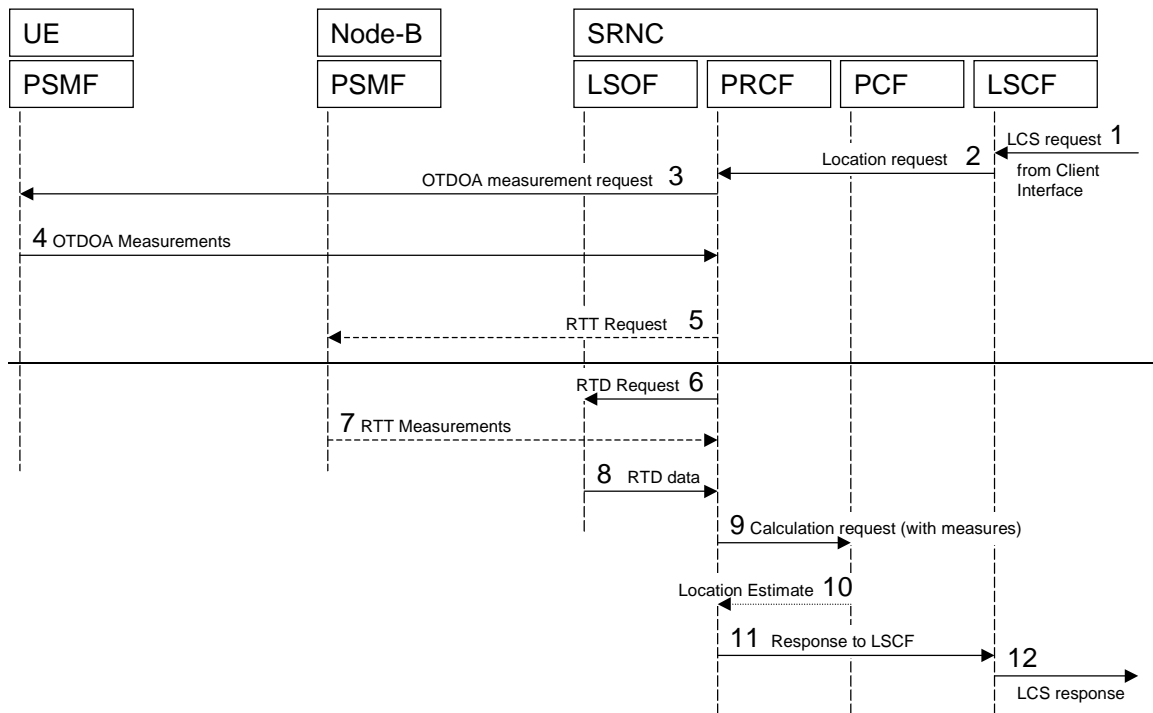 UE
Node-B
SRNC
PSMF
PSMF
LSOF
PRCF
PCF
LSCF
LCS request 1
from Client
Interface
Location request 2
OTDOA measurement request 3
4 OTDOA Measurements
RTT Request 5
RTD Request 6
7 RTT Measurements
8 RTD data
9 Calculation request (with measures)
Location Estimate 10
11 Response to LSCF
12
LCS response